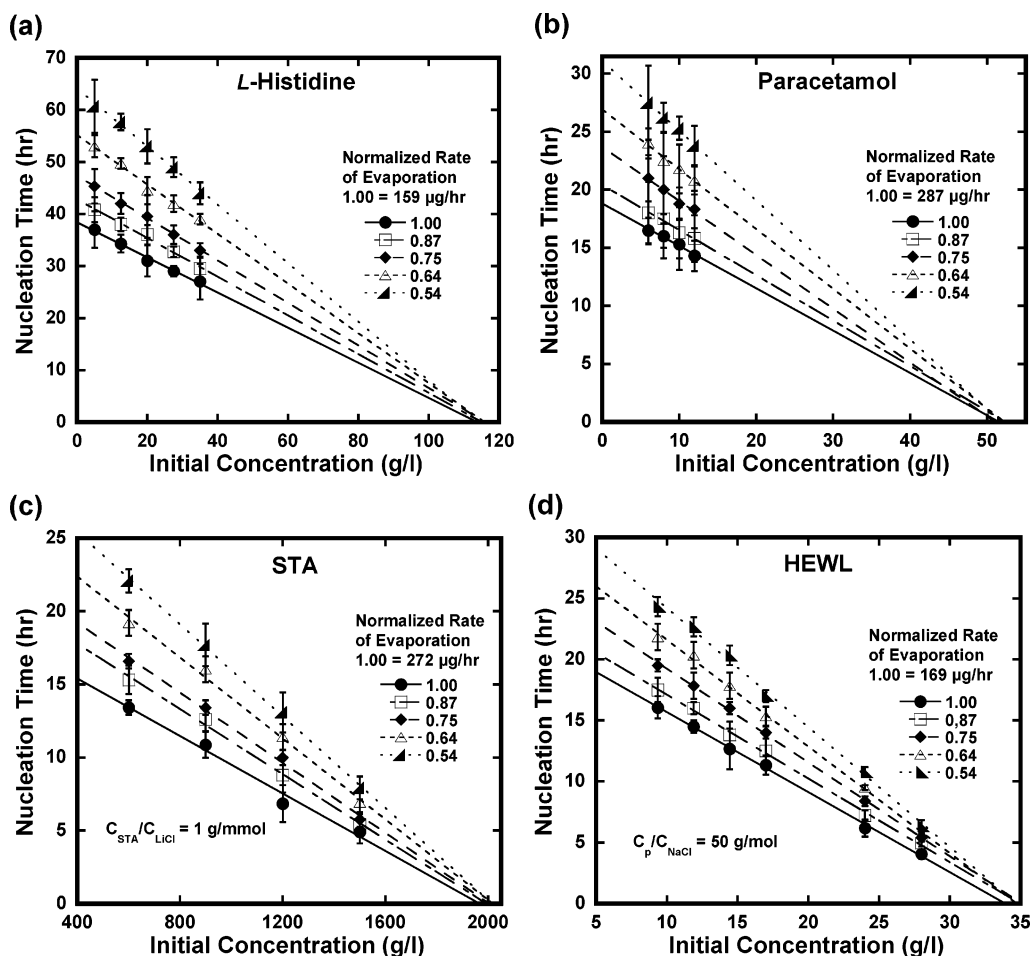 (a)
L-Histidine
Nucleation Time (hr)
70
60
50
40
30
20
10
0
Normalized Rate
of Evaporation
1.00 = 159 µg/hr
1.00
0.87
0.75
0.64
0.54
0 20 40 60 80 100 120
Initial Concentration (g/l)
(b)
Paracetamol
Nucleation Time (hr)
30
25
20
15
10
5
0
Normalized Rate
of Evaporation
1.00 = 287 µg/hr
1.00
0.87
0.75
0.64
0.54
0 10 20 30 40 50
Initial Concentration (g/l)
(c)
STA
Nucleation Time (hr)
25
20
15
10
5
0
Normalized Rate
of Evaporation
1.00 = 272 µg/hr
1.00
0.87
0.75
0.64
0.54
C_STA/C_LiCl = 1 g/mmol
400 800 1200 1600 2000
Initial Concentration (g/l)
(d)
HEWL
Nucleation Time (hr)
30
25
20
15
10
5
0
Normalized Rate
of Evaporation
1.00 = 169 µg/hr
1.00
0,87
0.75
0.64
0.54
C_p/C_NaCl = 50 g/mol
5 10 15 20 25 30 35
Initial Concentration (g/l)